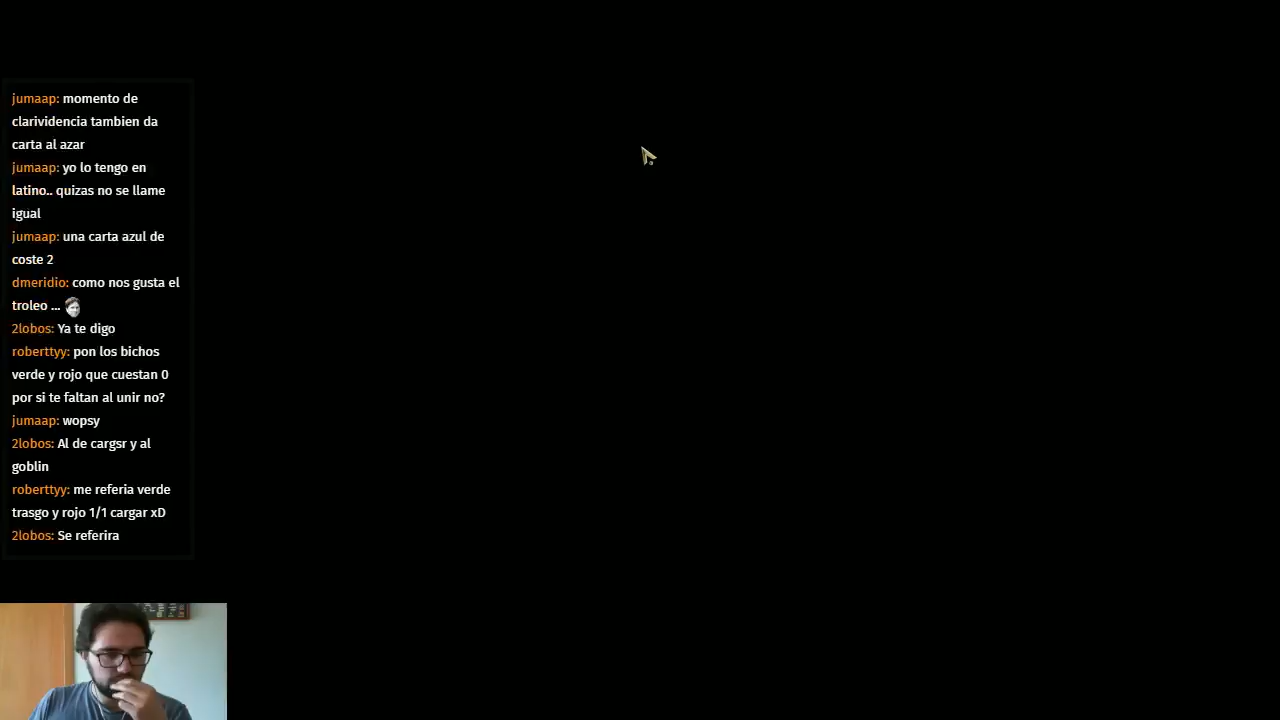 jumaap: momento de
clarividencia tambien da
carta al azar
jumaap: yo lo tengo en
latino.. quizas no se llame
igual
jumaap: una carta azul de
coste 2
dmeridio: como nos gusta el
troleo ...
2lobos: Ya te digo
roberttyy: pon los bichos
verde y rojo que cuestan 0
por si te faltan al unir no?
jumaap: wopsy
2lobos: Al de cargsr y al
goblin
roberttyy: me referia verde
trasgo y rojo 1/1 cargar xD
2lobos: Se referira